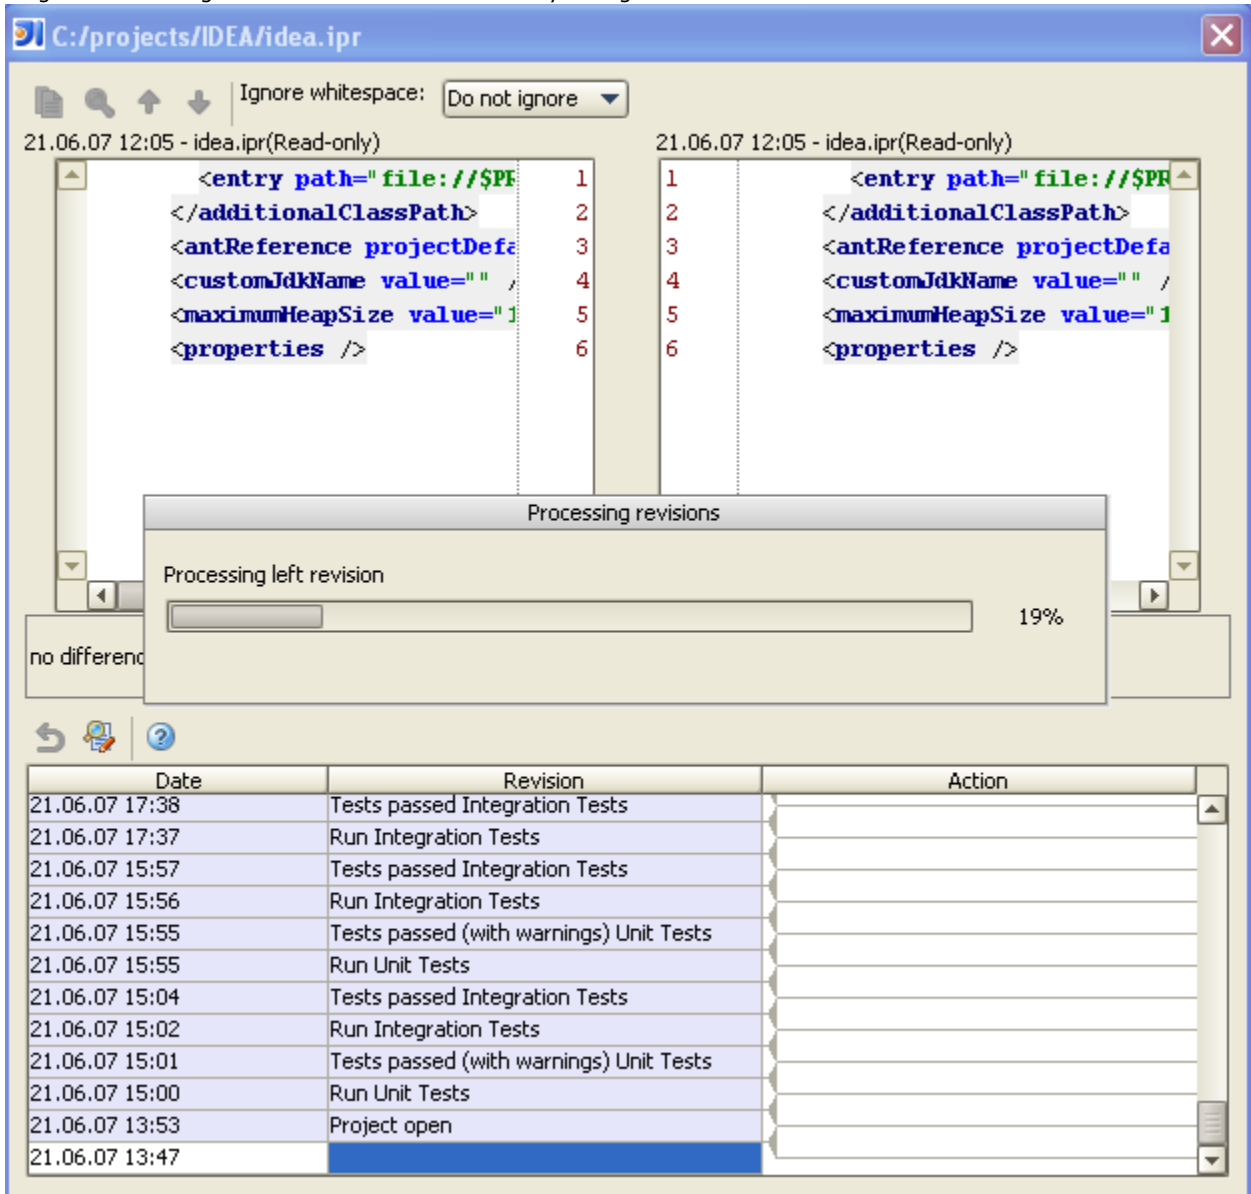 C:/projects/IDEA/idea.ipr
Ignore whitespace: Do not ignore
21.06.07 12:05 - idea.ipr(Read-only) 21.06.07 12:05 - idea.ipr(Read-only)
<entry path="file://$PR 1 1 <entry path="file://$PR
</additionalClassPath> 2 2 </additionalClassPath>
<antReference projectDefa 3 3 <antReference projectDefa
<customJdkName value="" / 4 4 <customJdkName value="" /
<maximumHeapSize value="1 5 5 <maximumHeapSize value="1
<properties /> 6 6 <properties />
Processing revisions
Processing left revision
19%
no differenc
Date Revision Action
21.06.07 17:38 Tests passed Integration Tests
21.06.07 17:37 Run Integration Tests
21.06.07 15:57 Tests passed Integration Tests
21.06.07 15:56 Run Integration Tests
21.06.07 15:55 Tests passed (with warnings) Unit Tests
21.06.07 15:55 Run Unit Tests
21.06.07 15:04 Tests passed Integration Tests
21.06.07 15:02 Run Integration Tests
21.06.07 15:01 Tests passed (with warnings) Unit Tests
21.06.07 15:00 Run Unit Tests
21.06.07 13:53 Project open
21.06.07 13:47